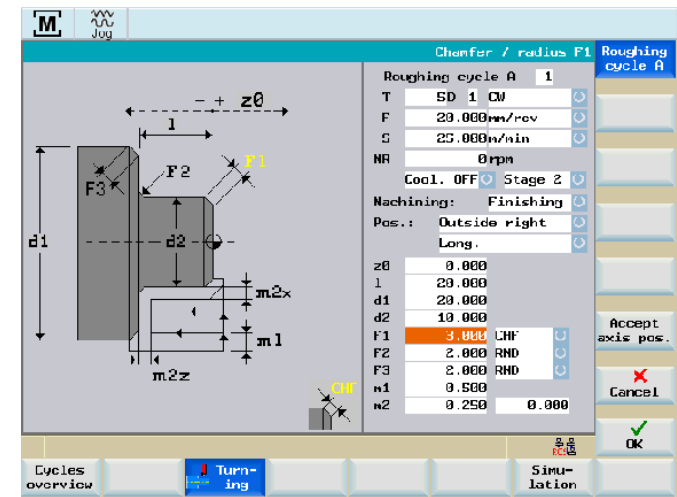 M
Jog
Chamfer / radius F1
Roughing cycle A
Roughing cycle A 1
T 5D 1 CW
F 20.000 mm/rev
S 25.000 m/min
NR 0 rpm
Cool. OFF Stage 2
Machining: Finishing
Pos.: Outside right
Long.
z0 0.000
l 20.000
d1 20.000
d2 10.000
F1 3.000 CHF
F2 2.000 RND
F3 2.000 RND
m1 0.500
m2 0.250 0.000
- + z0
l
F1
F2
F3
d1
d2
m2x
m1
m2z
CHF
Accept axis pos.
Cancel
OK
Cycles overview
Turn-
ing
Simu-
lation